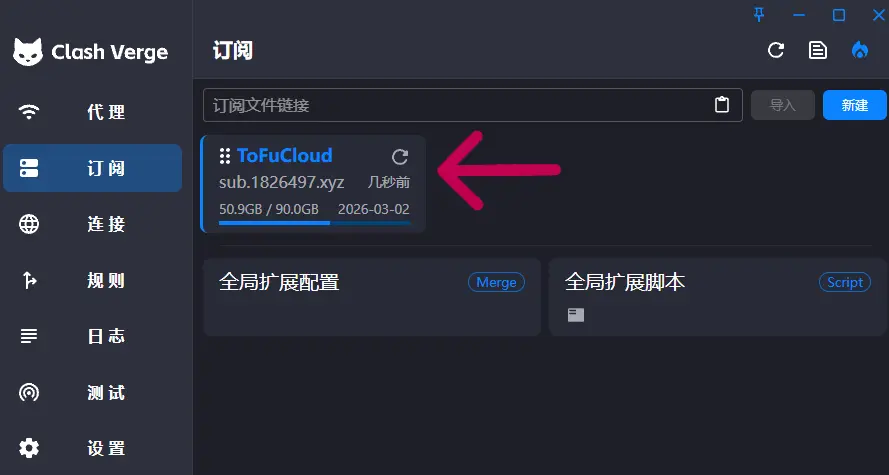 Clash Verge
订阅
代理
订阅
连接
规则
日志
测试
设置
订阅文件链接
导入
新建
ToFuCloud
sub.1826497.xyz 几秒前
50.9GB / 90.0GB 2026-03-02
全局扩展配置 Merge
全局扩展脚本 Script